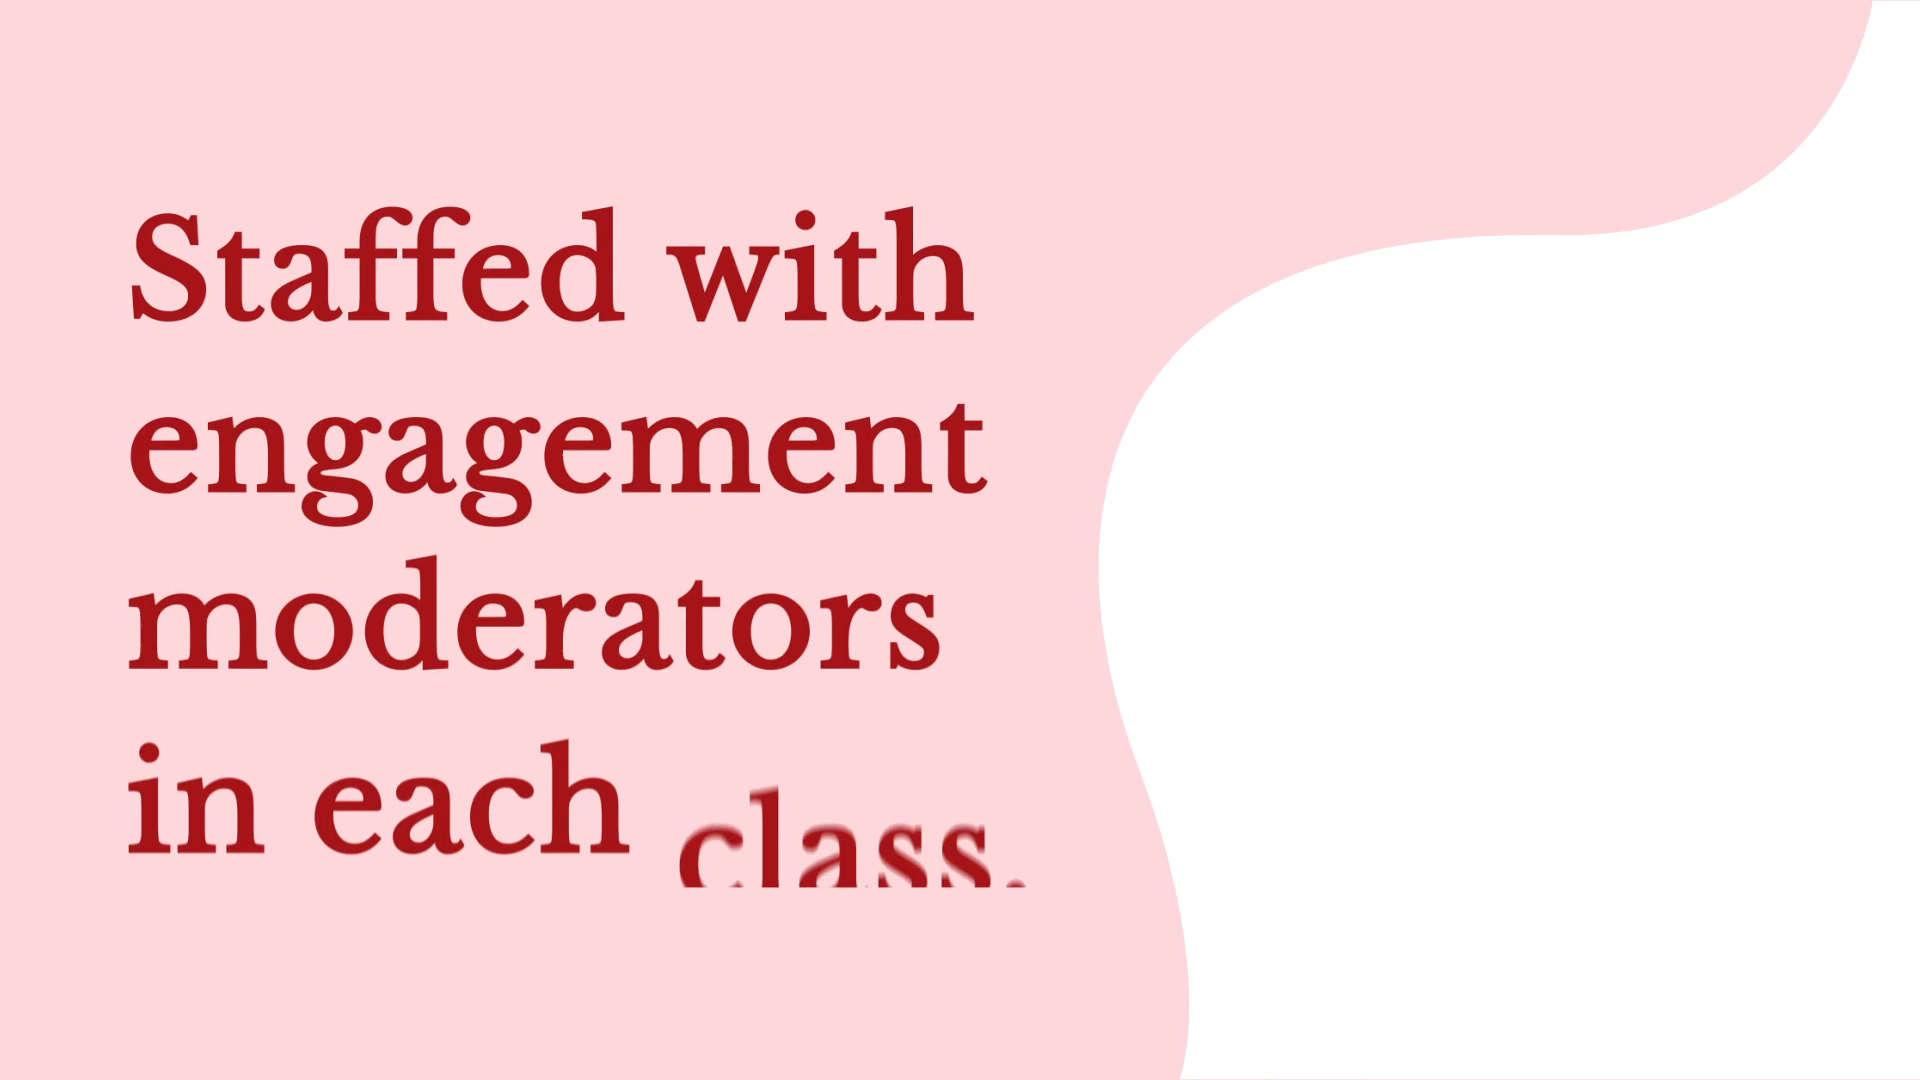 Staffed with
engagement
moderators
in each class.